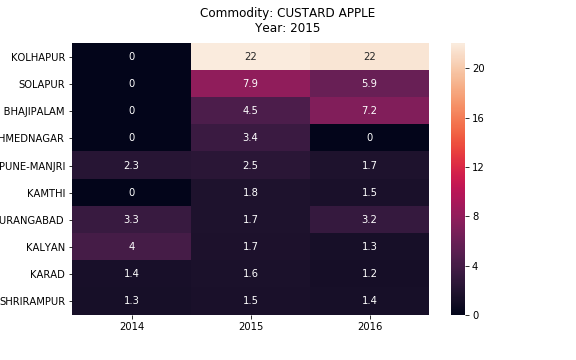 Commodity: CUSTARD APPLE
Year: 2015
KOLHAPUR 0 22 22
SOLAPUR 0 7.9 5.9
BHAJIPALAM 0 4.5 7.2
HMEDNAGAR 0 3.4 0
PUNE-MANJRI 2.3 2.5 1.7
KAMTHI 0 1.8 1.5
URANGABAD 3.3 1.7 3.2
KALYAN 4 1.7 1.3
KARAD 1.4 1.6 1.2
SHRIRAMPUR 1.3 1.5 1.4
2014 2015 2016
20
16
12
8
4
0